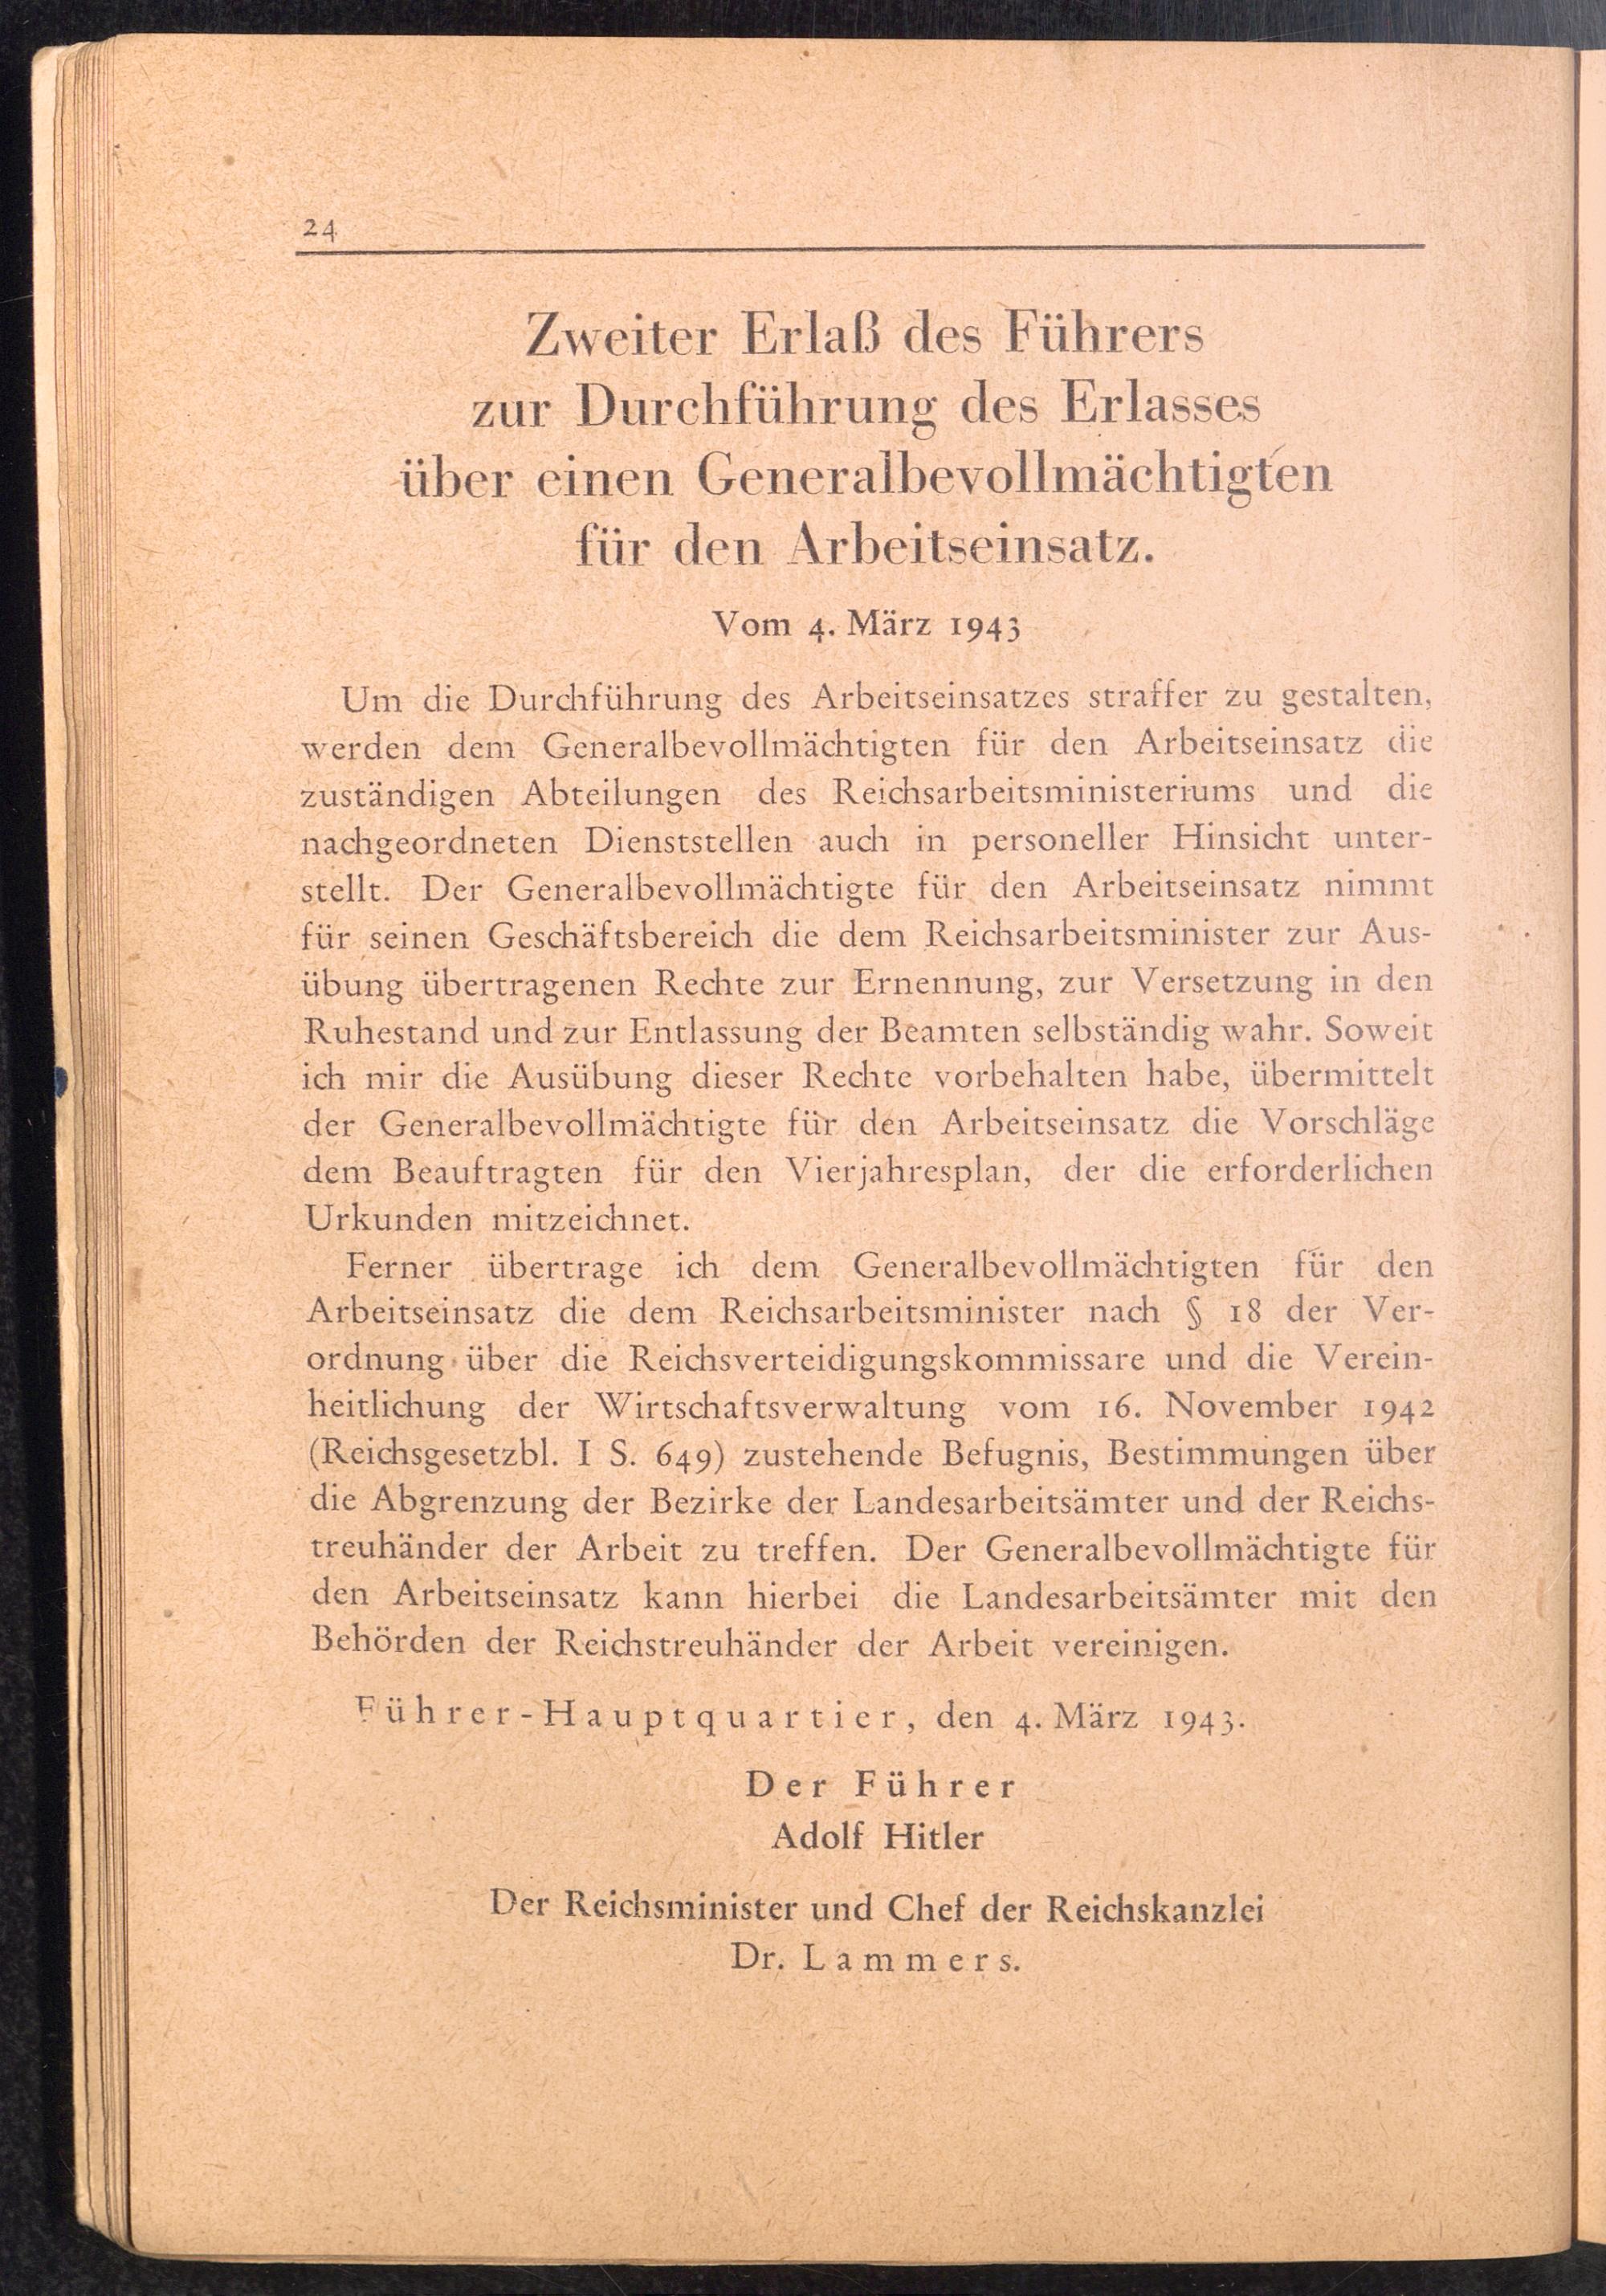 24
Zweiter Erlaß des Führers
zur Durchführung des Erlasses
über einen Generalbevollmächtigten
für den Arbeitseinsatz.
Vom 4. März 1943
Um die Durchführung des Arbeitseinsatzes straffer zu gestalten,
werden dem Generalbevollmächtigten für den Arbeitseinsatz die
zuständigen Abteilungen des Reichsarbeitsministeriums und die
nachgeordneten Dienststellen auch in personeller Hinsicht unter-
stellt. Der Generalbevollmächtigte für den Arbeitseinsatz nimmt
für seinen Geschäftsbereich die dem Reichsarbeitsminister zur Aus-
übung übertragenen Rechte zur Ernennung, zur Versetzung in den
Ruhestand und zur Entlassung der Beamten selbständig wahr. Soweit
ich mir die Ausübung dieser Rechte vorbehalten habe, übermittelt
der Generalbevollmächtigte für den Arbeitseinsatz die Vorschläge
dem Beauftragten für den Vierjahresplan, der die erforderlichen
Urkunden mitzeichnet.
Ferner übertrage ich dem Generalbevollmächtigten für den
Arbeitseinsatz die dem Reichsarbeitsminister nach § 18 der Ver-
ordnung über die Reichsverteidigungskommissare und die Verein-
heitlichung der Wirtschaftsverwaltung vom 16. November 1942
(Reichsgesetzbl. I S. 649) zustehende Befugnis, Bestimmungen über
die Abgrenzung der Bezirke der Landesarbeitsämter und der Reichs-
treuhänder der Arbeit zu treffen. Der Generalbevollmächtigte für
den Arbeitseinsatz kann hierbei die Landesarbeitsämter mit den
Behörden der Reichstreuhänder der Arbeit vereinigen.
Führer-Hauptquartier, den 4. März 1943.
Der Führer
Adolf Hitler
Der Reichsminister und Chef der Reichskanzlei
Dr. Lammers.